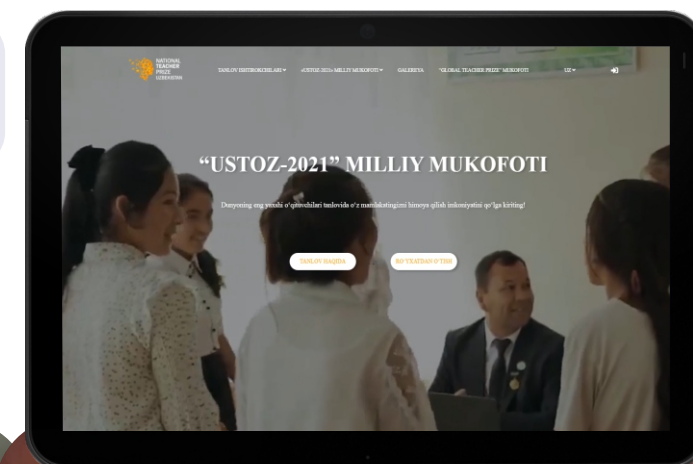 NATIONAL
TEACHER
PRIZE
UZBEKISTAN
TANLOV ISHTIROKCHILARI
«USTOZ-2021» MILLIY MUKOFOTI
GALEREYA
"GLOBAL TEACHER PRIZE" MUKOFOTI
UZ
“USTOZ-2021” MILLIY MUKOFOTI
Dunyoning eng yaxshi o‘qituvchilari tanlovida o‘z mamlakatingizni himoya qilish imkoniyatini qo‘lga kiriting!
TANLOV HAQIDA
RO‘YXATDAN O‘TISH